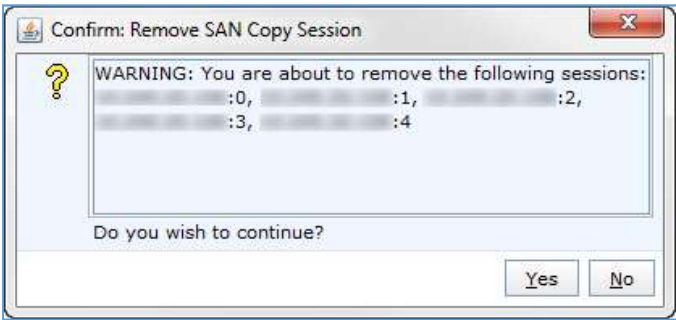 Confirm: Remove SAN Copy Session
WARNING: You are about to remove the following sessions:
:0, :1, :2,
:3, :4
Do you wish to continue?
Yes No